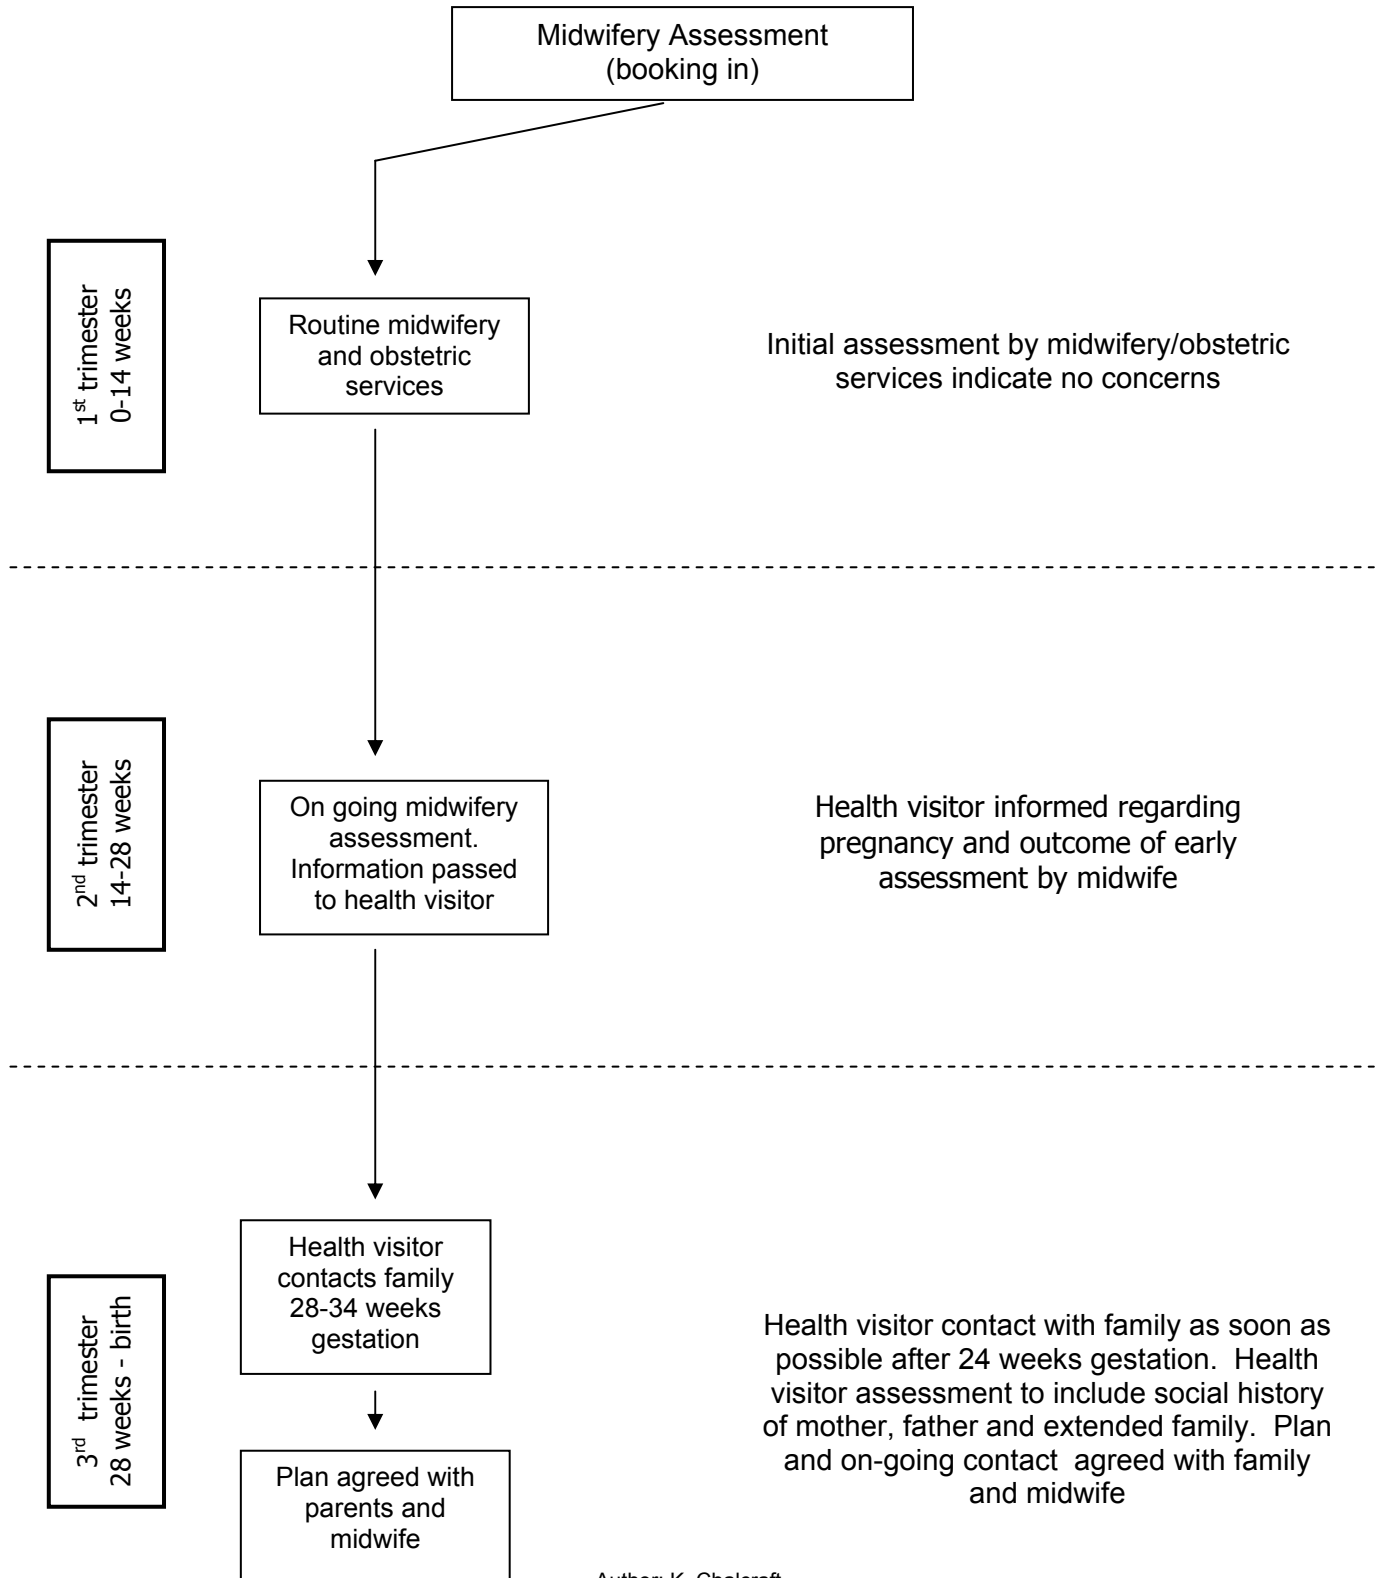 Midwifery Assessment
(booking in)
1st trimester
0-14 weeks
Routine midwifery
and obstetric
services
Initial assessment by midwifery/obstetric
services indicate no concerns
2nd trimester
14-28 weeks
On going midwifery
assessment.
Information passed
to health visitor
Health visitor informed regarding
pregnancy and outcome of early
assessment by midwife
3rd trimester
28 weeks - birth
Health visitor
contacts family
28-34 weeks
gestation
Plan agreed with
parents and
midwife
Health visitor contact with family as soon as
possible after 24 weeks gestation. Health
visitor assessment to include social history
of mother, father and extended family. Plan
and on-going contact agreed with family
and midwife
Author: K. Chalcraft